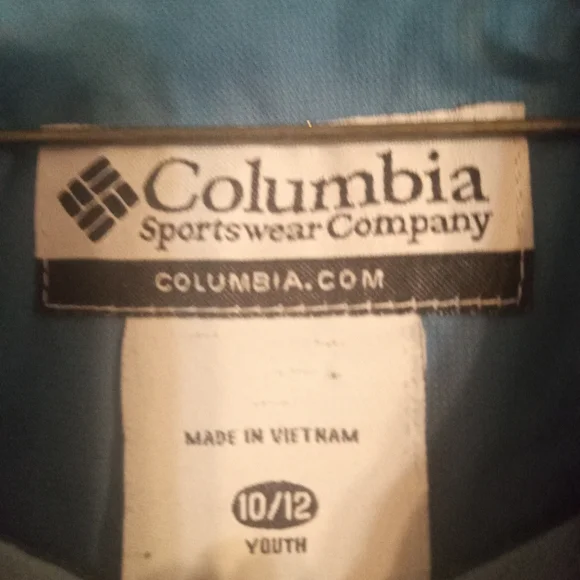 Columbia
Sportswear Company
COLUMBIA.COM
MADE IN VIETNAM
10/12
YOUTH